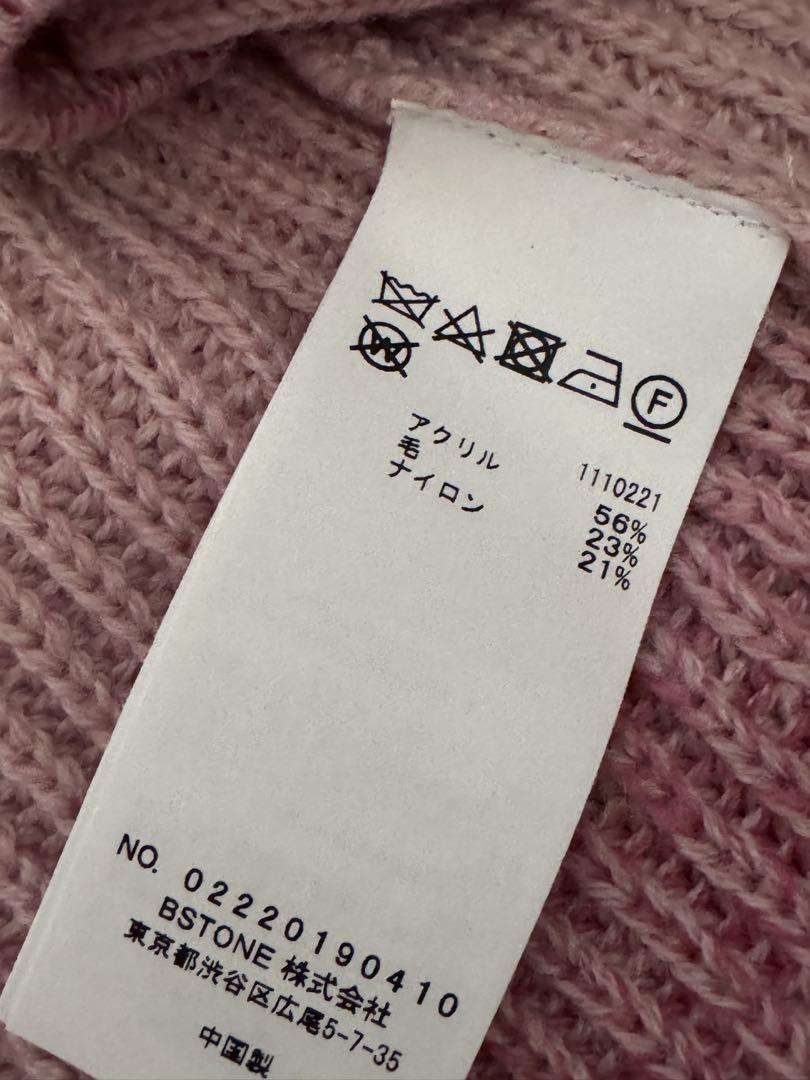 F
W
1110221
アクリル 56%
毛 23%
ナイロン 21%
NO. 02220190410
BSTONE 株式会社
東京都渋谷区広尾5-7-35
中国製